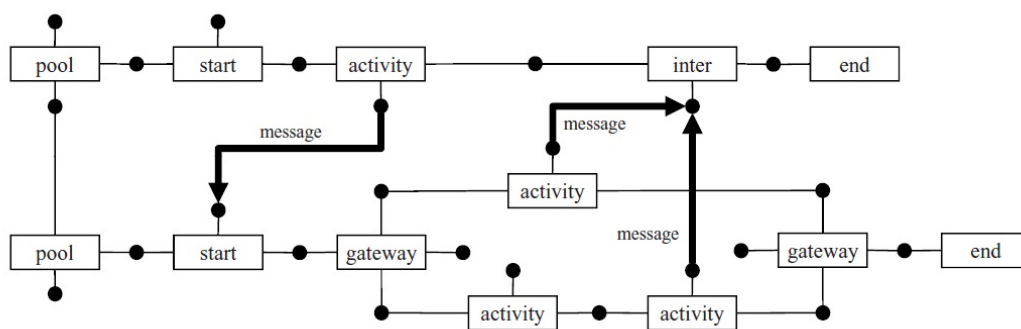 pool start activity inter end
message message
activity
message
pool start gateway gateway end
activity activity